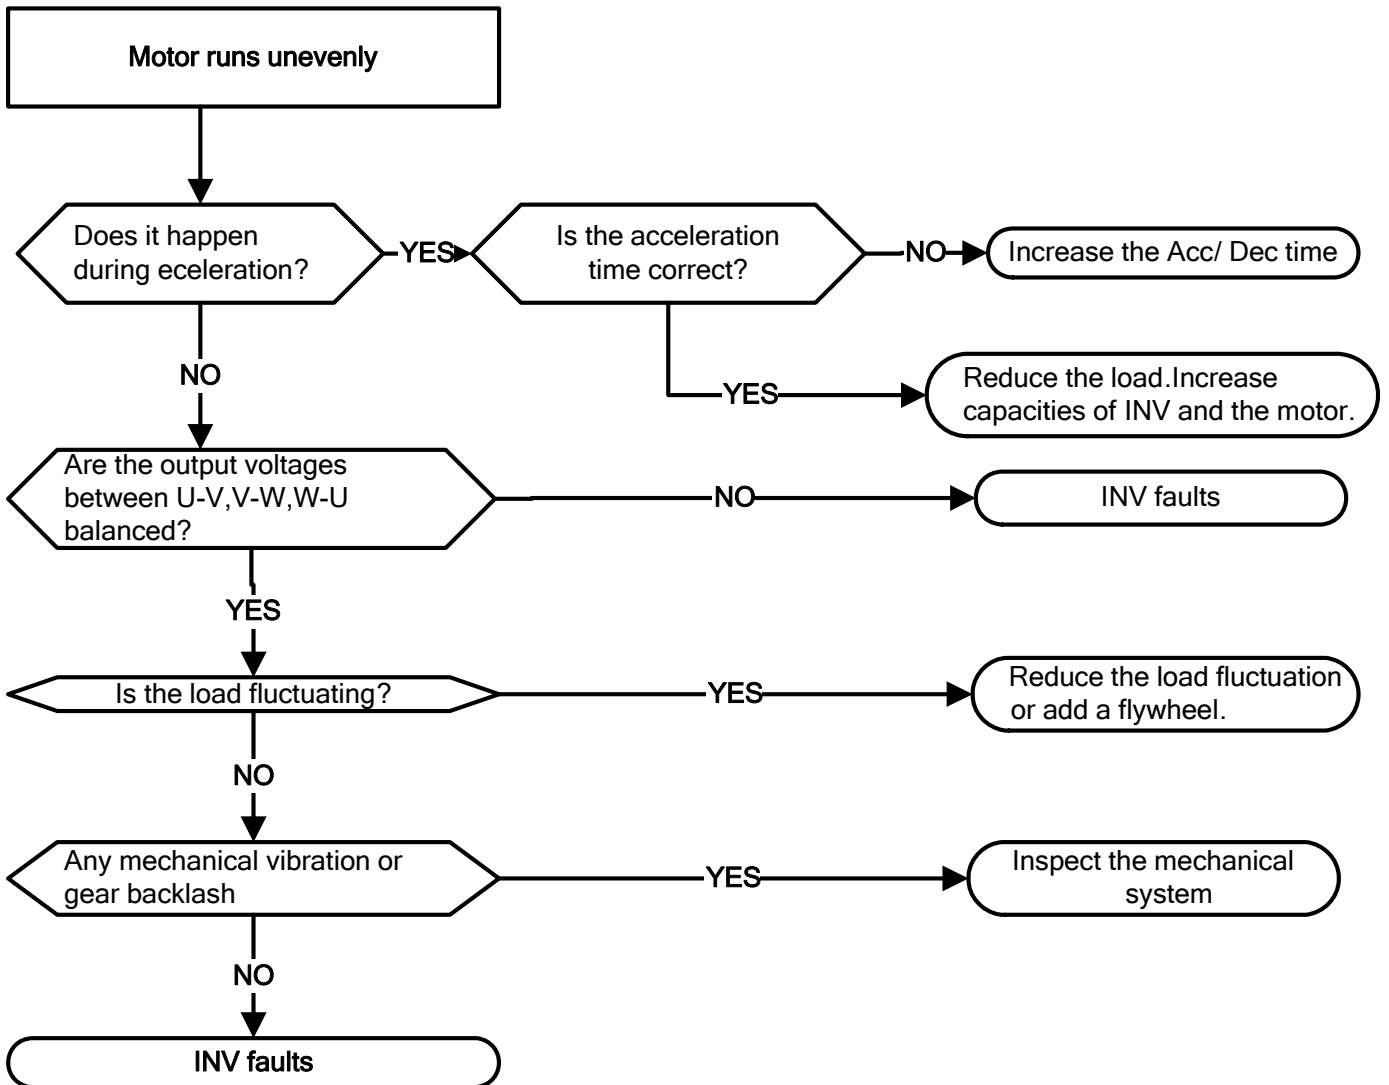 Motor runs unevenly
Does it happen
during eceleration?
YES
Is the acceleration
time correct?
NO
Increase the Acc/ Dec time
YES
Reduce the load.Increase
capacities of INV and the motor.
NO
Are the output voltages
between U-V,V-W,W-U
balanced?
NO
INV faults
YES
Is the load fluctuating?
YES
Reduce the load fluctuation
or add a flywheel.
NO
Any mechanical vibration or
gear backlash
YES
Inspect the mechanical
system
NO
INV faults